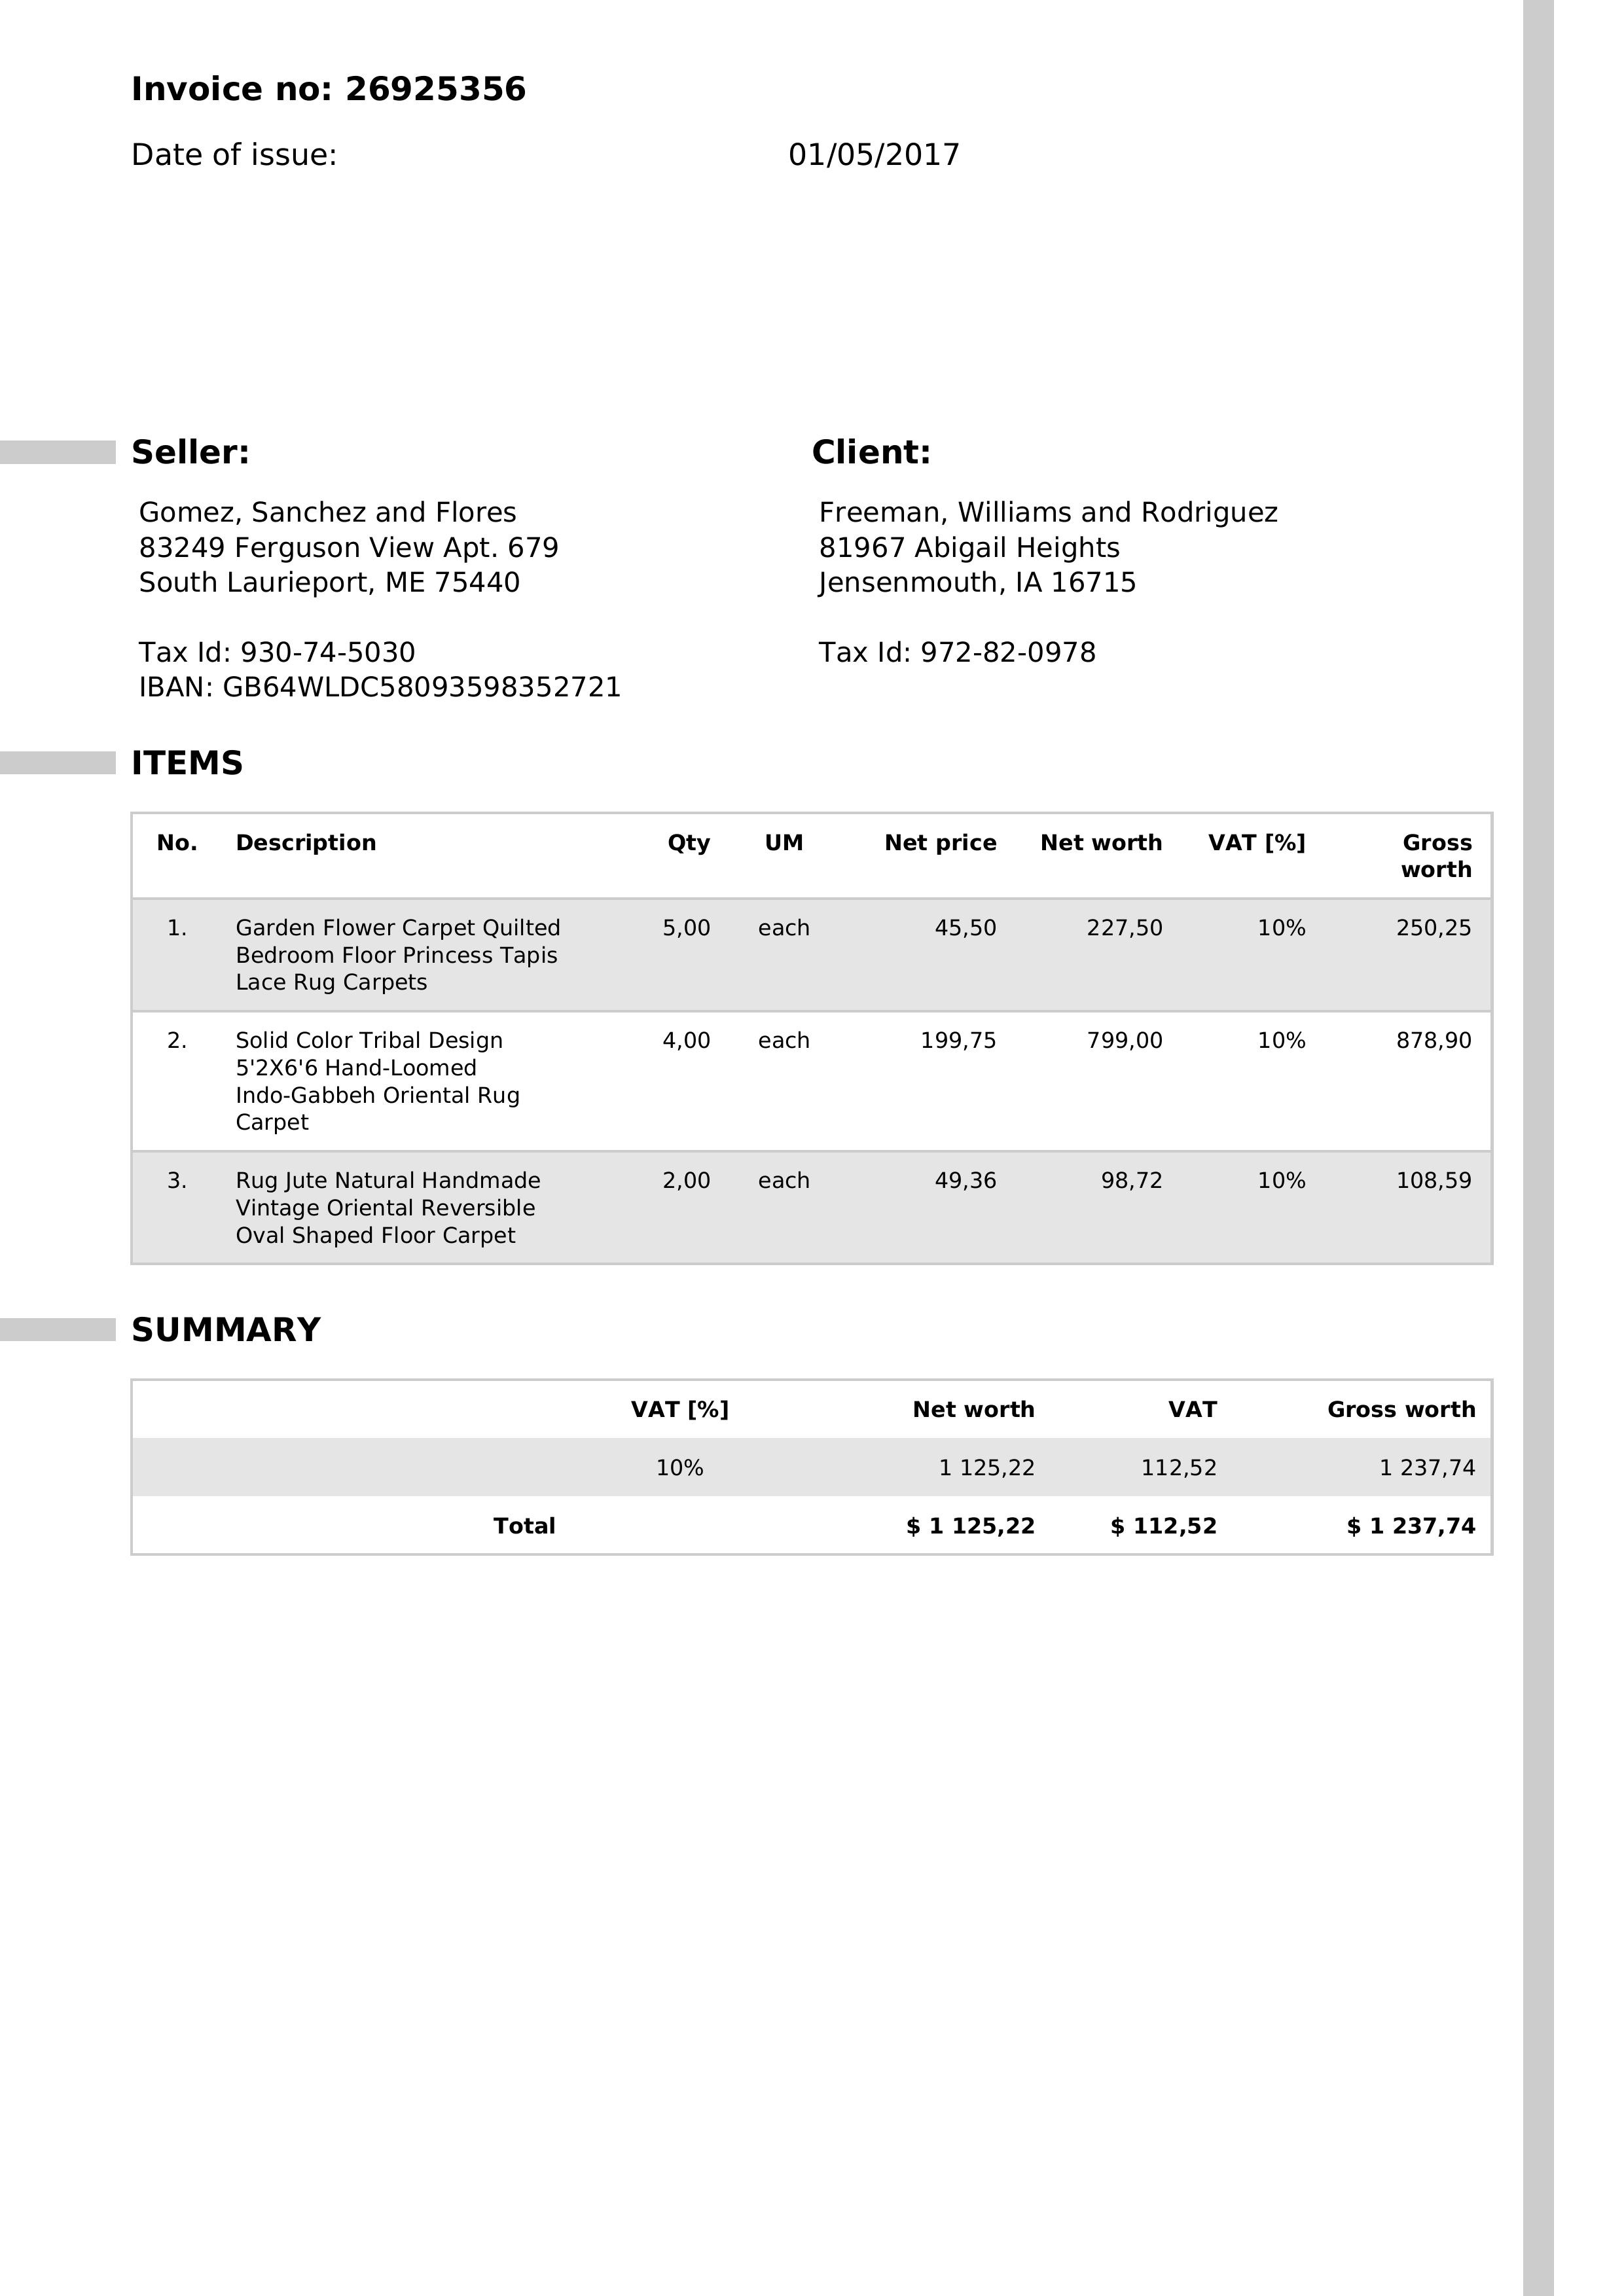 Invoice no: 26925356
Date of issue: 01/05/2017
Seller:
Gomez, Sanchez and Flores
83249 Ferguson View Apt. 679
South Laurieport, ME 75440
Tax Id: 930-74-5030
IBAN: GB64WLDC58093598352721
Client:
Freeman, Williams and Rodriguez
81967 Abigail Heights
Jensenmouth, IA 16715
Tax Id: 972-82-0978
ITEMS
No. Description Qty UM Net price Net worth VAT [%] Gross
worth
1. Garden Flower Carpet Quilted 5,00 each 45,50 227,50 10% 250,25
Bedroom Floor Princess Tapis
Lace Rug Carpets
2. Solid Color Tribal Design 4,00 each 199,75 799,00 10% 878,90
5'2X6'6 Hand-Loomed
Indo-Gabbeh Oriental Rug
Carpet
3. Rug Jute Natural Handmade 2,00 each 49,36 98,72 10% 108,59
Vintage Oriental Reversible
Oval Shaped Floor Carpet
SUMMARY
VAT [%] Net worth VAT Gross worth
10% 1 125,22 112,52 1 237,74
Total $ 1 125,22 $ 112,52 $ 1 237,74